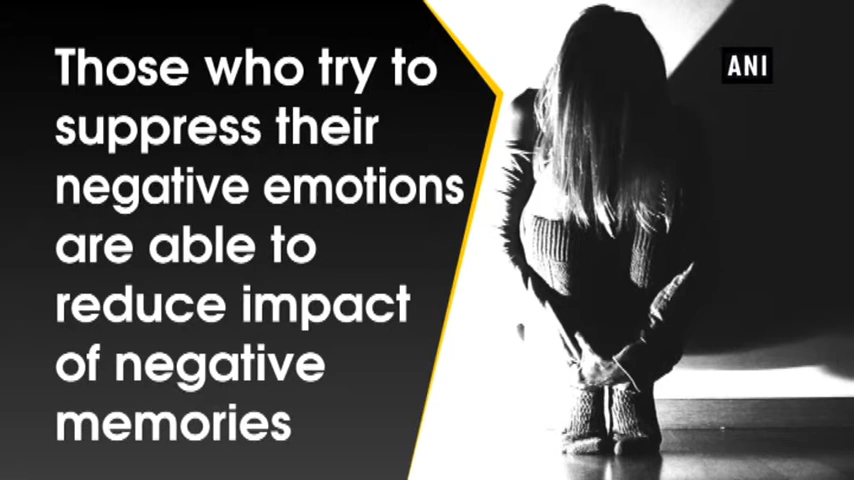 Those who try to
suppress their
negative emotions
are able to
reduce impact
of negative
memories
ANI